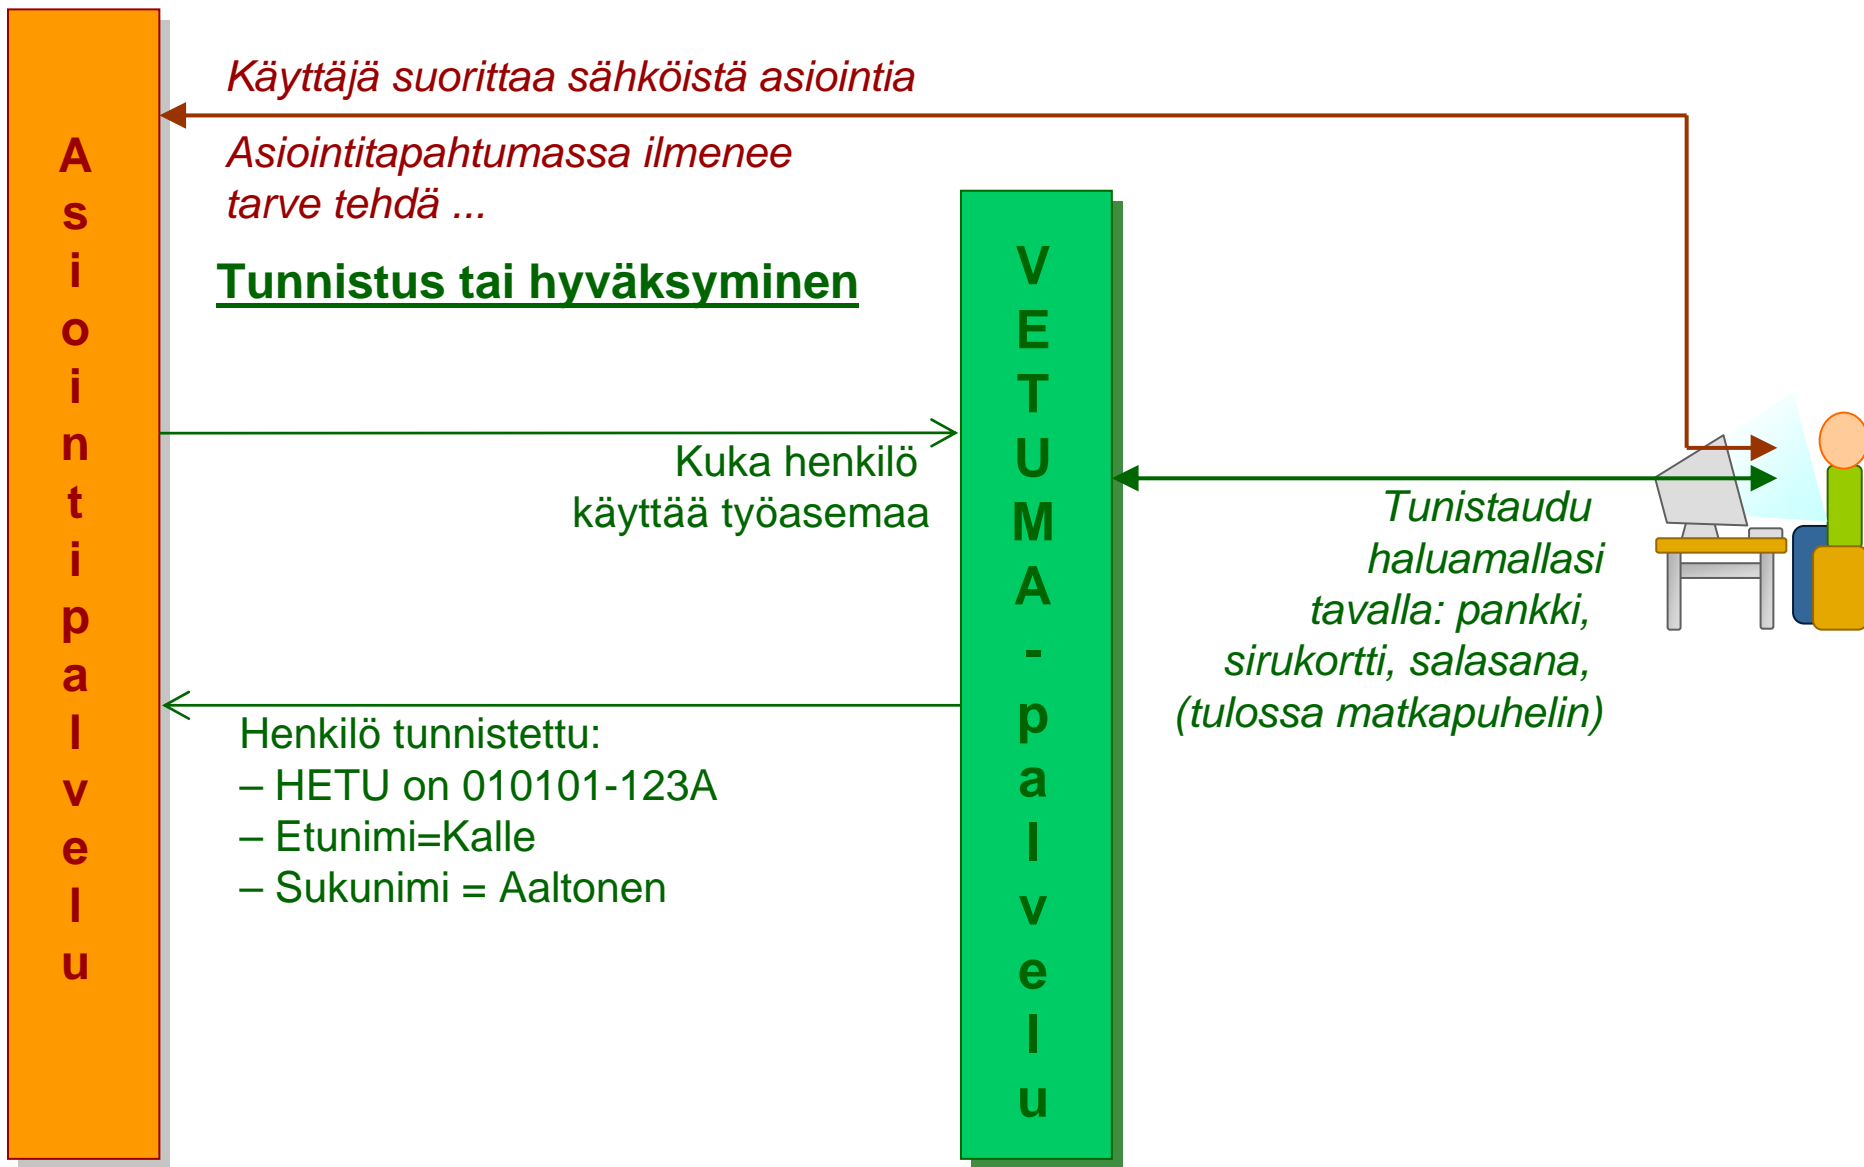 Asiointipalvelu
Käyttäjä suorittaa sähköistä asiointia
Asiointitapahtumassa ilmenee
tarve tehdä ...
Tunnistus tai hyväksyminen
VETUMA-palvelu
Kuka henkilö
käyttää työasemaa
Tunistaudu
haluamallasi
tavalla: pankki,
sirukortti, salasana,
(tulossa matkapuhelin)
Henkilö tunnistettu:
– HETU on 010101-123A
– Etunimi=Kalle
– Sukunimi = Aaltonen